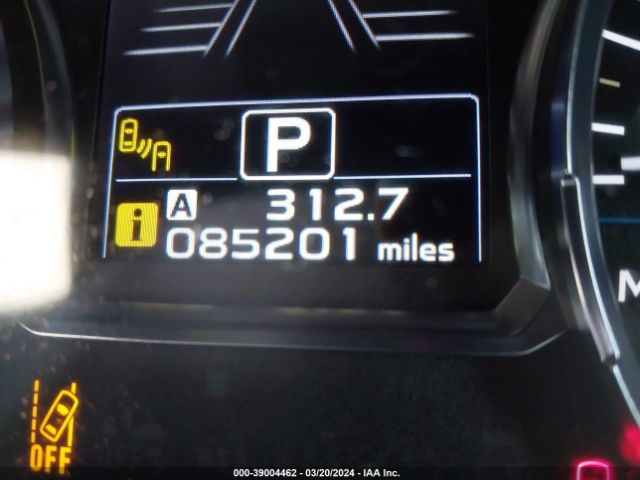 P
A 312.7
i 085201 miles
M
OFF
000-39004462 - 03/20/2024 - IAA Inc.